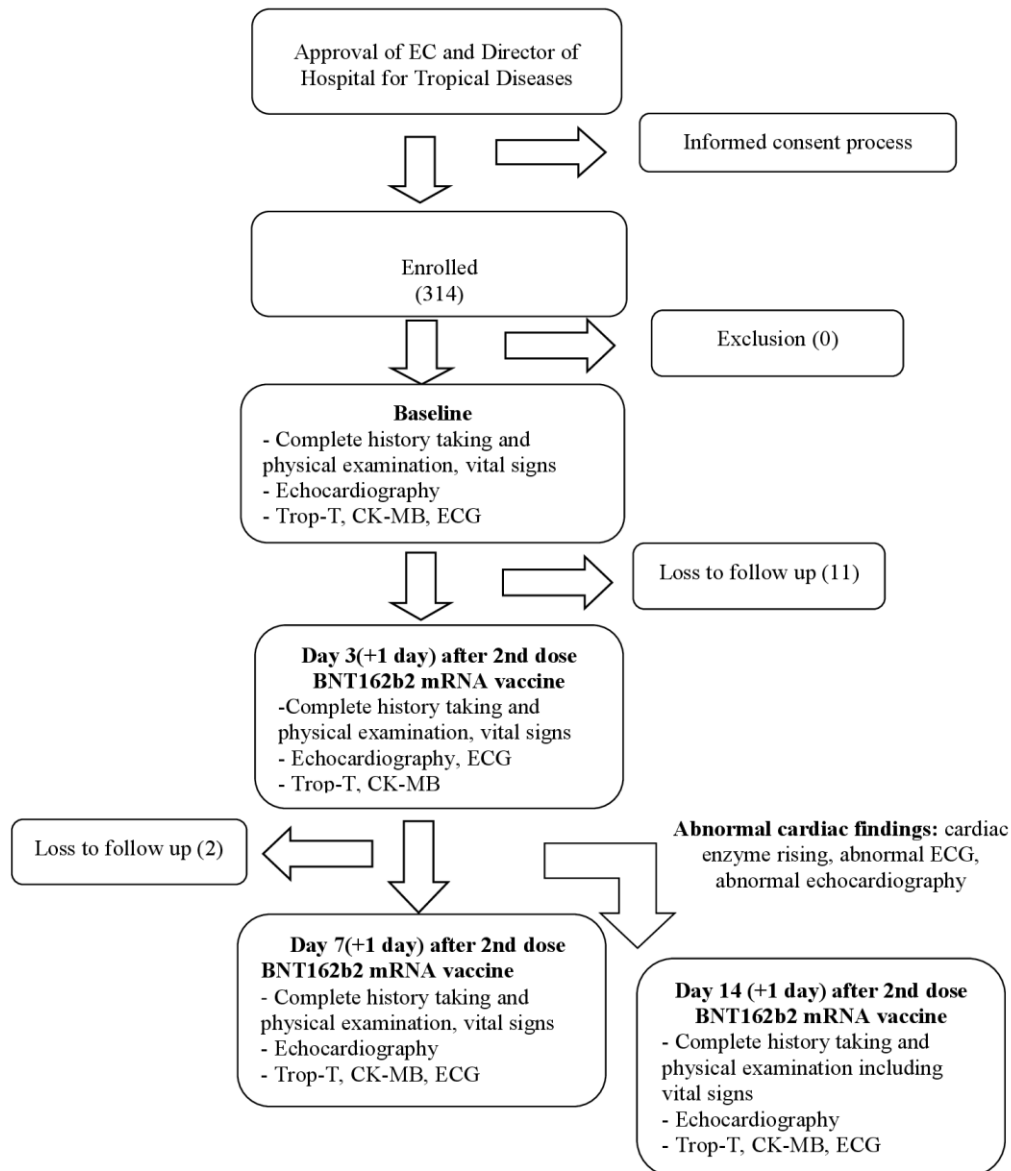 Approval of EC and Director of
Hospital for Tropical Diseases
Informed consent process
Enrolled
(314)
Exclusion (0)
Baseline
- Complete history taking and
physical examination, vital signs
- Echocardiography
- Trop-T, CK-MB, ECG
Loss to follow up (11)
Day 3(+1 day) after 2nd dose
BNT162b2 mRNA vaccine
-Complete history taking and
physical examination, vital signs
- Echocardiography, ECG
- Trop-T, CK-MB
Loss to follow up (2)
Abnormal cardiac findings: cardiac
enzyme rising, abnormal ECG,
abnormal echocardiography
Day 7(+1 day) after 2nd dose
BNT162b2 mRNA vaccine
- Complete history taking and
physical examination, vital signs
- Echocardiography
- Trop-T, CK-MB, ECG
Day 14 (+1 day) after 2nd dose
BNT162b2 mRNA vaccine
- Complete history taking and
physical examination including
vital signs
- Echocardiography
- Trop-T, CK-MB, ECG